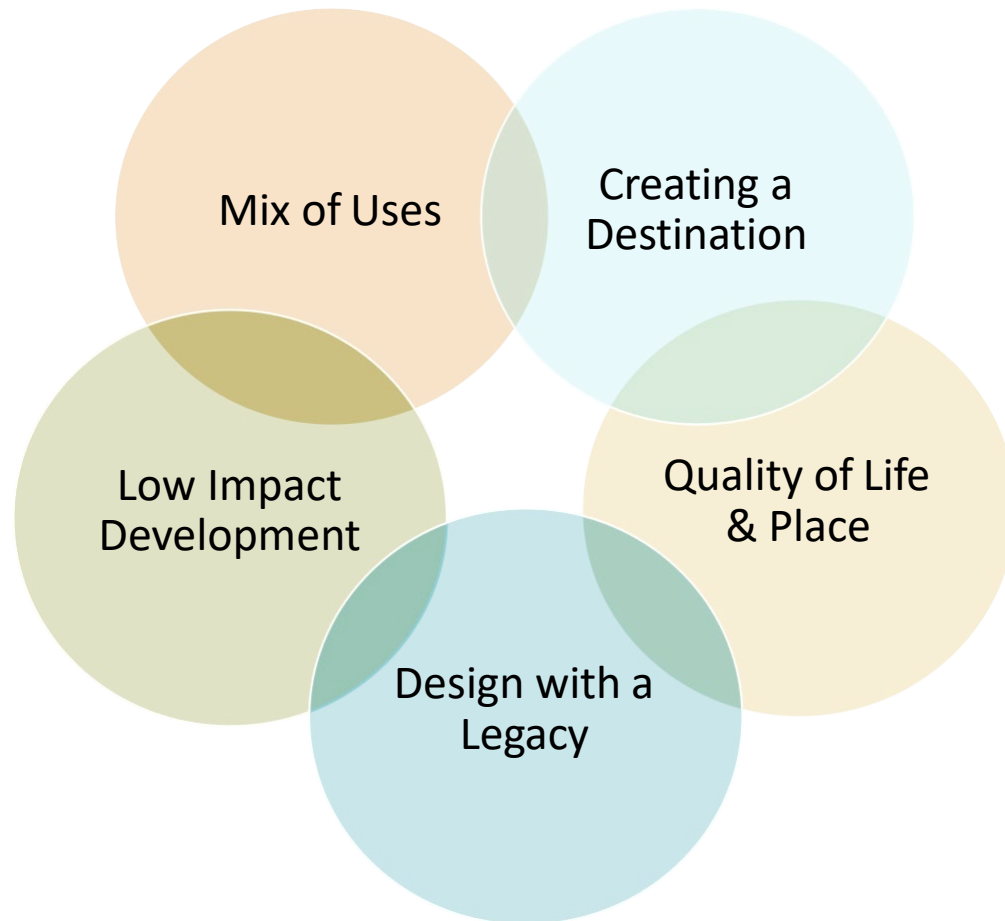 Mix of Uses
Creating a
Destination
Quality of Life
& Place
Design with a
Legacy
Low Impact
Development